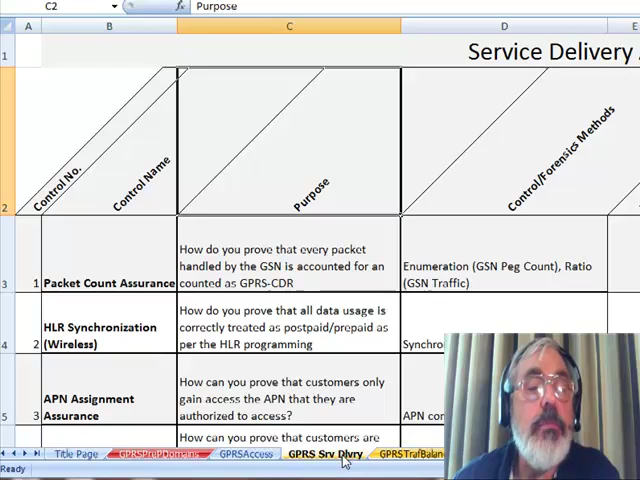 C2 fx Purpose
A B C D E
1 Service Delivery
2 Control No. Control Name Purpose Control/Forensics Methods
How do you prove that every packet
handled by the GSN is accounted for an Enumeration (GSN Peg Count), Ratio
3 1 Packet Count Assurance counted as GPRS-CDR (GSN Traffic)
How do you prove that all data usage is
HLR Synchronization correctly treated as postpaid/prepaid as
4 2 (Wireless) per the HLR programming Synchro
How can you prove that customers only
APN Assignment gain access the APN that they are
5 3 Assurance authorized to access? APN con
How can you prove that customers are
Title Page GPRSPrepDomains GPRSAccess GPRS Srv Dlvry GPRSTrafBalan
Ready